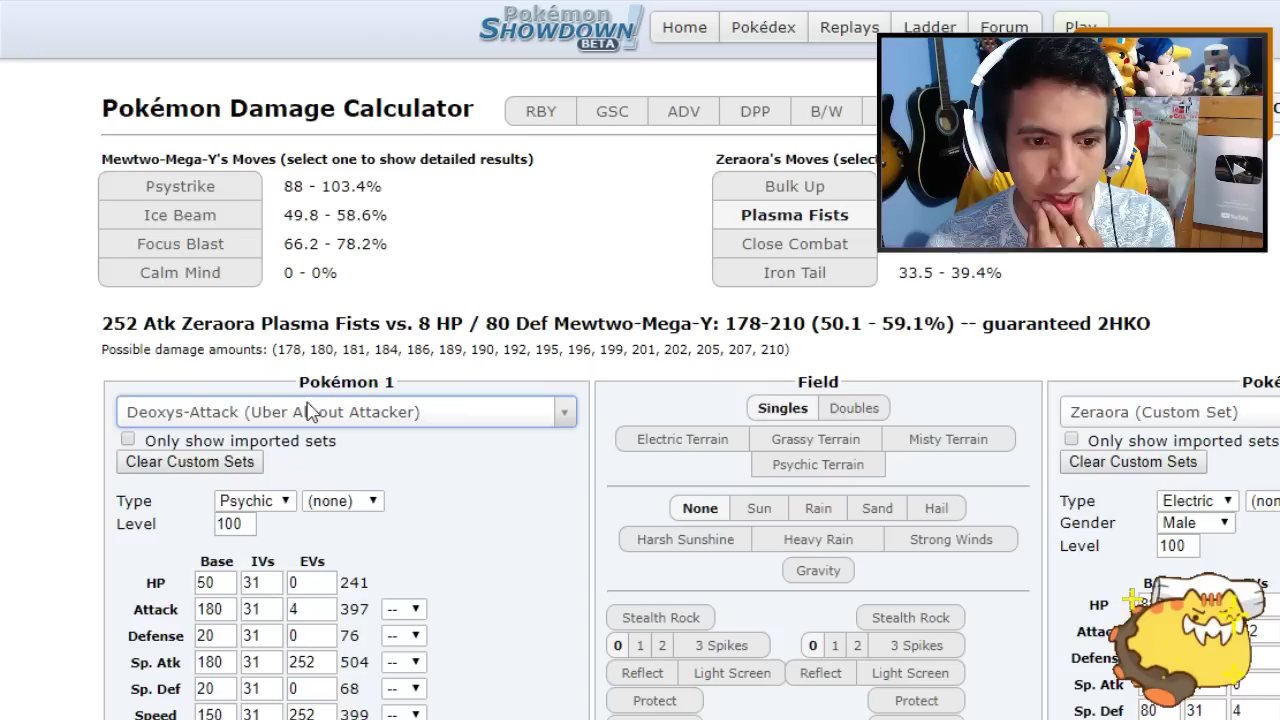 Pokémon
SHOWDOWN
BETA
Home
Pokédex
Replays
Ladder
Forum
Play
Pokémon Damage Calculator
RBY
GSC
ADV
DPP
B/W
Mewtwo-Mega-Y's Moves (select one to show detailed results)
Psystrike 88 - 103.4%
Ice Beam 49.8 - 58.6%
Focus Blast 66.2 - 78.2%
Calm Mind 0 - 0%
Zeraora's Moves (select
Bulk Up
Plasma Fists
Close Combat
Iron Tail 33.5 - 39.4%
YouTube
252 Atk Zeraora Plasma Fists vs. 8 HP / 80 Def Mewtwo-Mega-Y: 178-210 (50.1 - 59.1%) -- guaranteed 2HKO
Possible damage amounts: (178, 180, 181, 184, 186, 189, 190, 192, 195, 196, 199, 201, 202, 205, 207, 210)
Pokémon 1
Deoxys-Attack (Uber All-out Attacker)
Only show imported sets
Clear Custom Sets
Type Psychic (none)
Level 100
Base IVs EVs
HP 50 31 0 241
Attack 180 31 4 397 --
Defense 20 31 0 76 --
Sp. Atk 180 31 252 504 --
Sp. Def 20 31 0 68 --
Speed 150 31 252 399 --
Field
Singles Doubles
Electric Terrain Grassy Terrain Misty Terrain
Psychic Terrain
None Sun Rain Sand Hail
Harsh Sunshine Heavy Rain Strong Winds
Gravity
Stealth Rock Stealth Rock
0 1 2 3 Spikes 0 1 2 3 Spikes
Reflect Light Screen Reflect Light Screen
Protect Protect
Poké
Zeraora (Custom Set)
Only show imported sets
Clear Custom Sets
Type Electric (non
Gender Male
Level 100
HP
Attac
Defens
Sp. Atk
Sp. Def 80 31 4